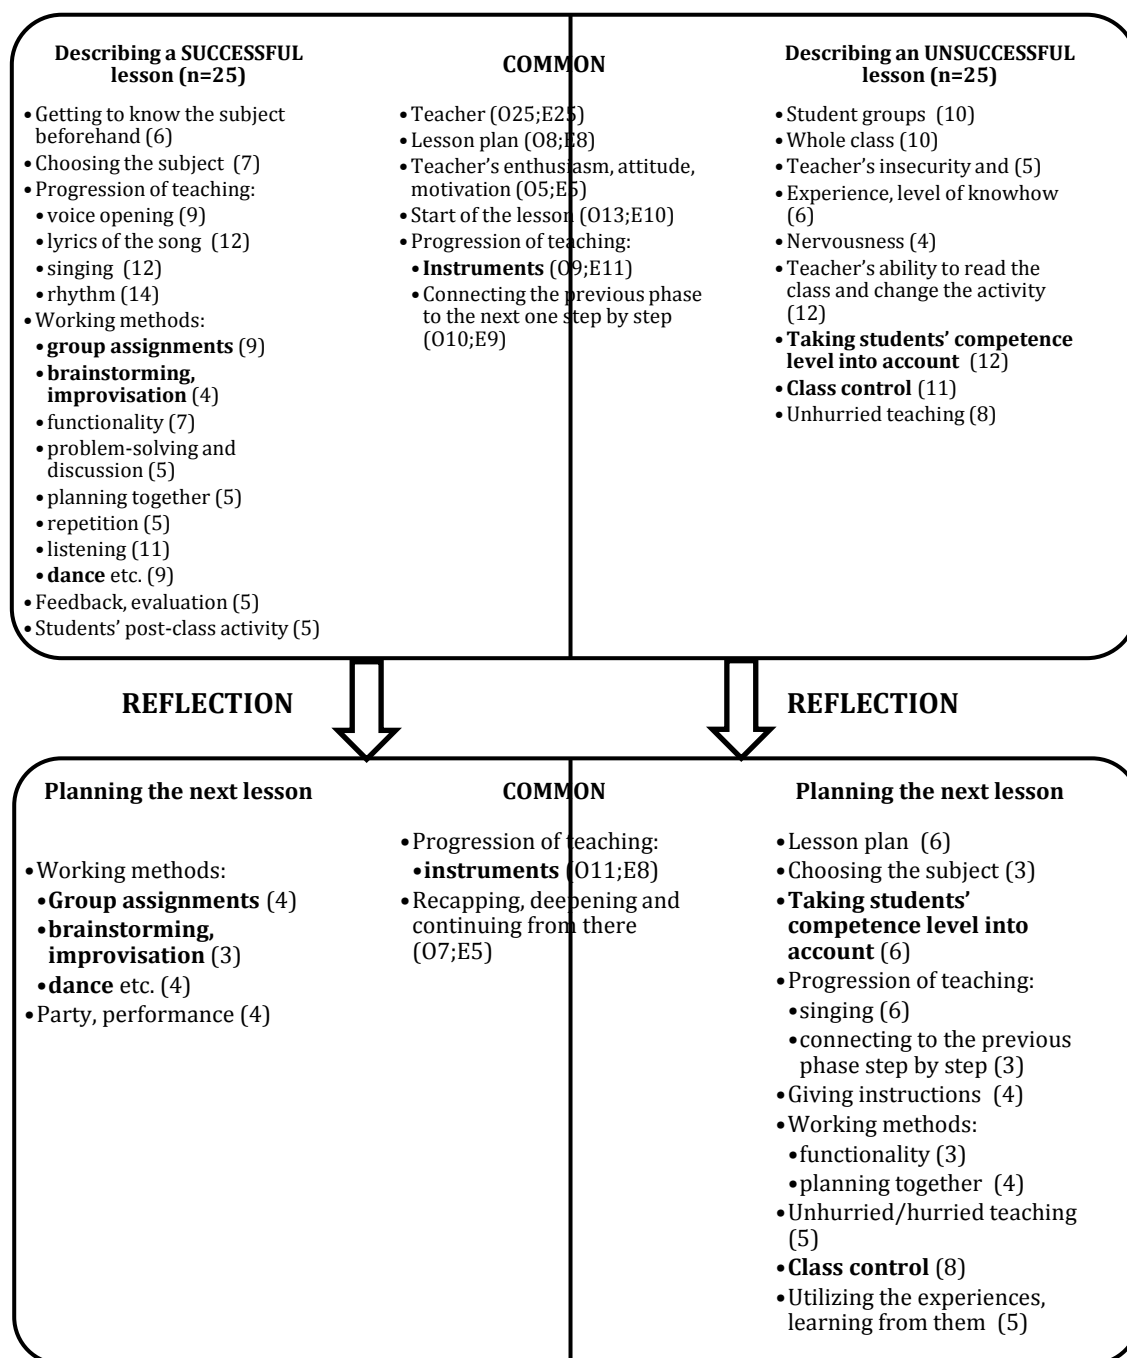 Describing a SUCCESSFUL
lesson (n=25)
• Getting to know the subject
beforehand (6)
• Choosing the subject (7)
• Progression of teaching:
• voice opening (9)
• lyrics of the song (12)
• singing (12)
• rhythm (14)
• Working methods:
• group assignments (9)
• brainstorming,
improvisation (4)
• functionality (7)
• problem-solving and
discussion (5)
• planning together (5)
• repetition (5)
• listening (11)
• dance etc. (9)
• Feedback, evaluation (5)
• Students' post-class activity (5)
COMMON
• Teacher (O25;E25)
• Lesson plan (O8;E8)
• Teacher's enthusiasm, attitude,
motivation (O5;E5)
• Start of the lesson (O13;E10)
• Progression of teaching:
• Instruments (O9;E11)
• Connecting the previous phase
to the next one step by step
(O10;E9)
Describing an UNSUCCESSFUL
lesson (n=25)
• Student groups (10)
• Whole class (10)
• Teacher's insecurity and (5)
• Experience, level of knowhow
(6)
• Nervousness (4)
• Teacher's ability to read the
class and change the activity
(12)
• Taking students' competence
level into account (12)
• Class control (11)
• Unhurried teaching (8)
REFLECTION
REFLECTION
Planning the next lesson
• Working methods:
• Group assignments (4)
• brainstorming,
improvisation (3)
• dance etc. (4)
• Party, performance (4)
COMMON
• Progression of teaching:
• instruments (O11;E8)
• Recapping, deepening and
continuing from there
(O7;E5)
Planning the next lesson
• Lesson plan (6)
• Choosing the subject (3)
• Taking students'
competence level into
account (6)
• Progression of teaching:
• singing (6)
• connecting to the previous
phase step by step (3)
• Giving instructions (4)
• Working methods:
• functionality (3)
• planning together (4)
• Unhurried/hurried teaching
(5)
• Class control (8)
• Utilizing the experiences,
learning from them (5)